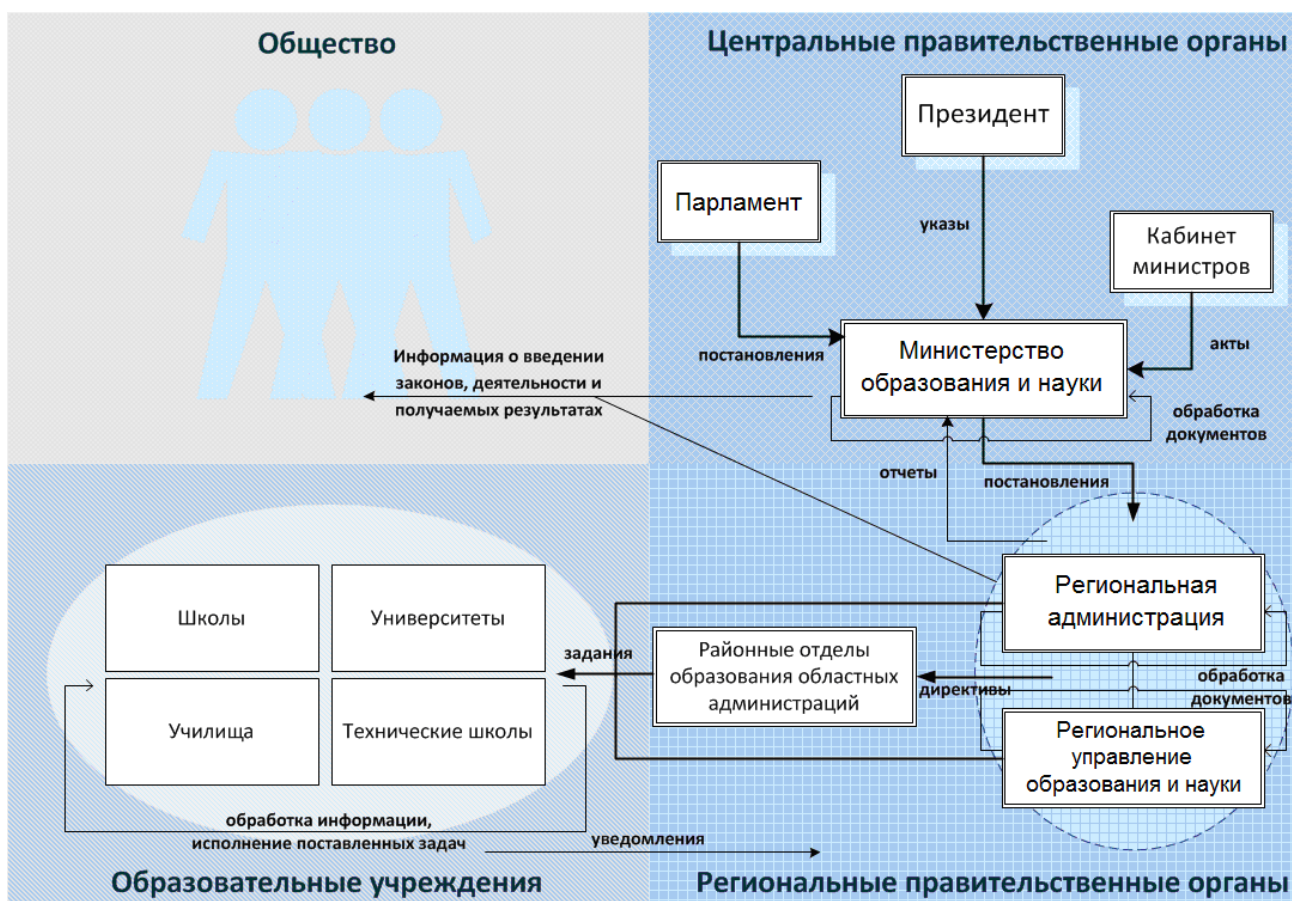 Общество
Центральные правительственные органы
Президент
Парламент
указы
Кабинет
министров
постановления
Министерство
образования и науки
акты
Информация о введении
законов, деятельности и
получаемых результатах
обработка
документов
отчеты
постановления
Школы
Университеты
Училища
Технические школы
задания
Районные отделы
образования областных
администраций
директивы
Региональная
администрация
обработка
документов
Региональное
управление
образования и науки
обработка информации,
исполнение поставленных задач
уведомления
Образовательные учреждения
Региональные правительственные органы